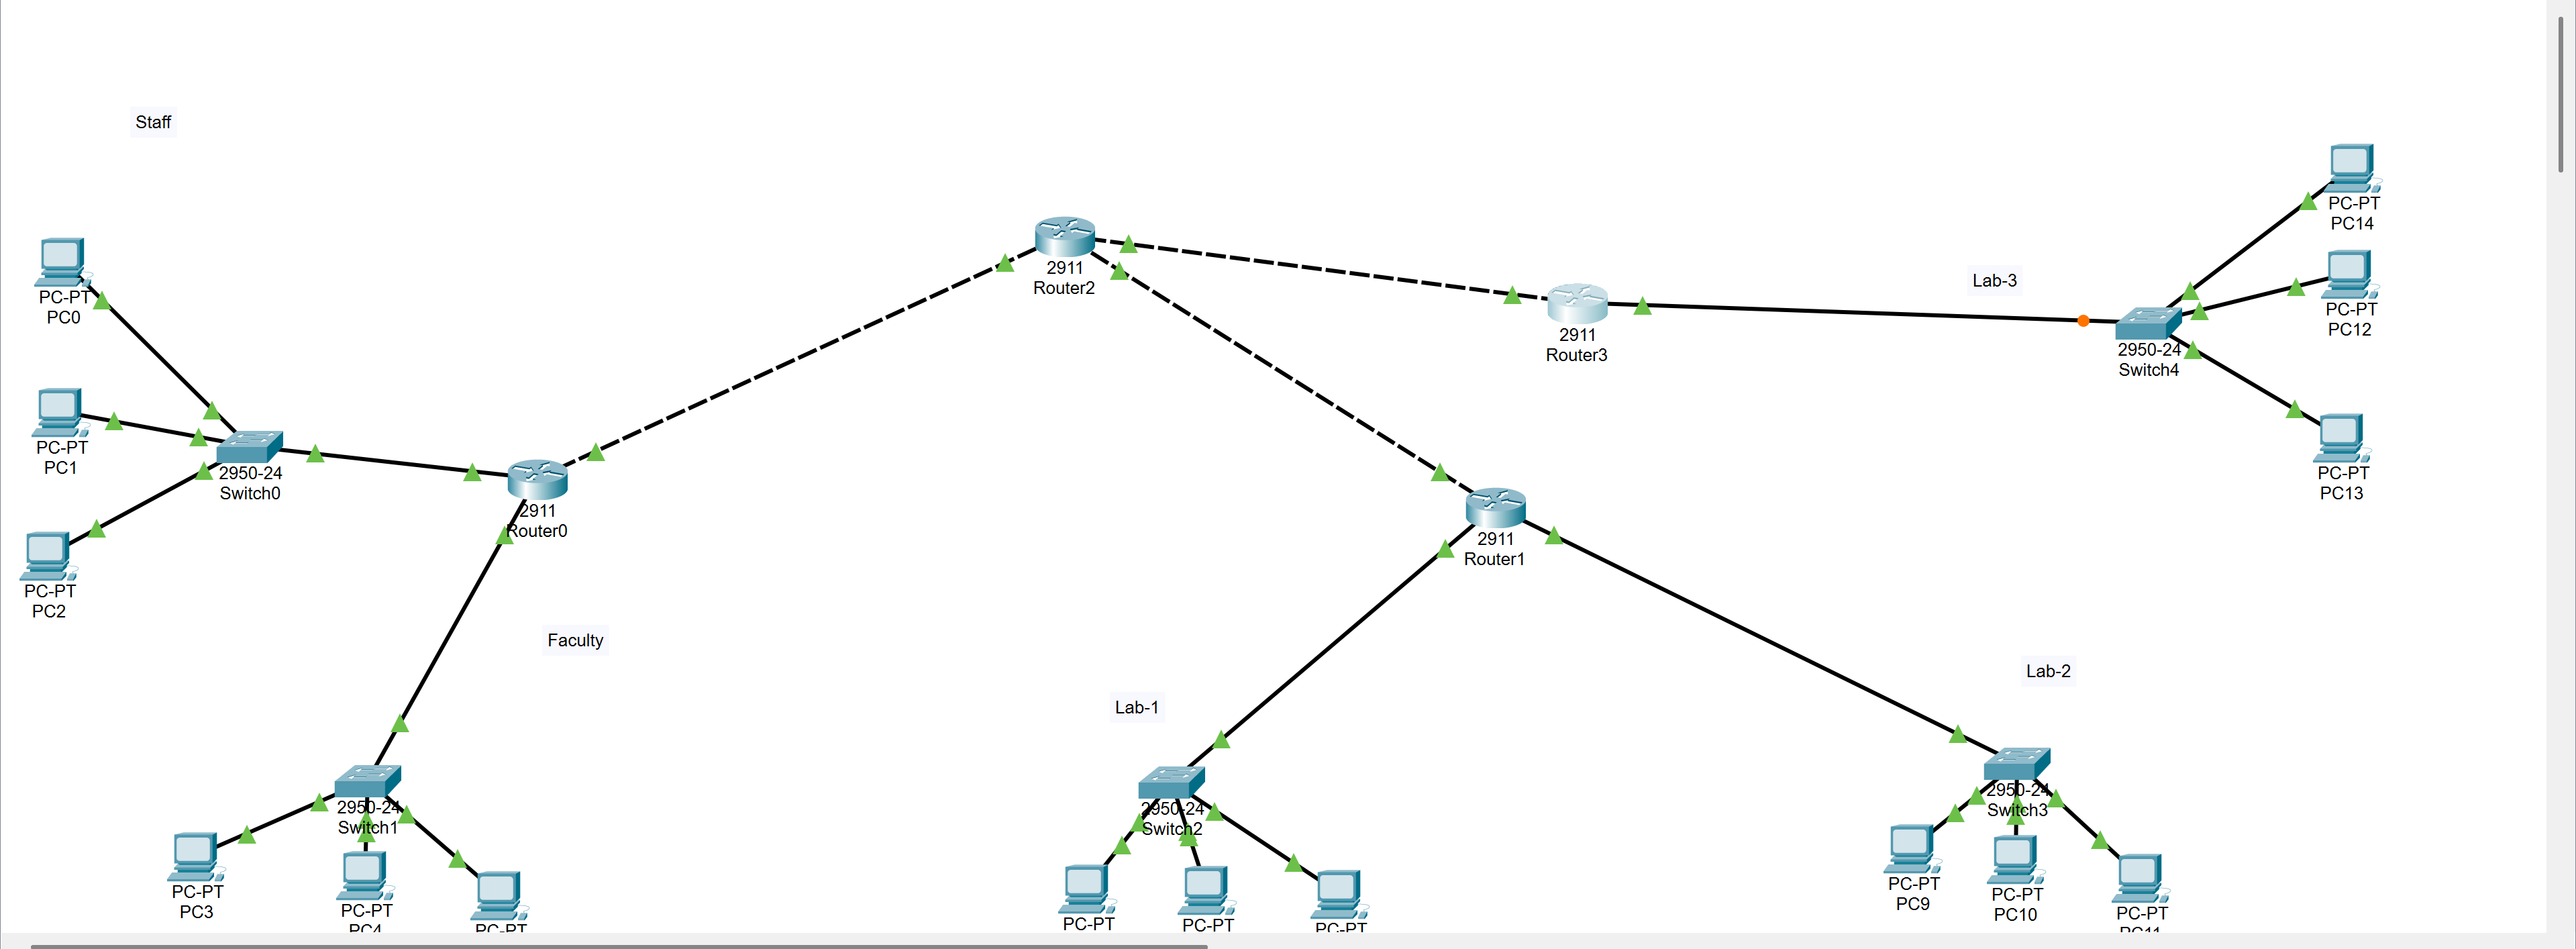 Staff
PC-PT
PC0
PC-PT
PC1
PC-PT
PC2
2950-24
Switch0
2911
Router0
2911
Router2
2911
Router3
Lab-3
2950-24
Switch4
PC-PT
PC14
PC-PT
PC12
PC-PT
PC13
2911
Router1
Faculty
Lab-1
Lab-2
2950-24
Switch1
PC-PT
PC3
PC-PT
PC4
PC-PT
2950-24
Switch2
PC-PT
PC-PT
PC-PT
2950-24
Switch3
PC-PT
PC9
PC-PT
PC10
PC-PT
PC11